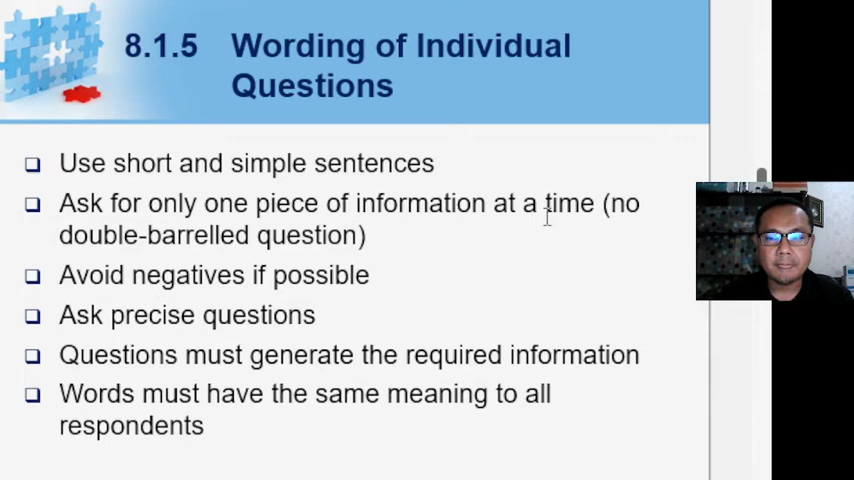 8.1.5 Wording of Individual
Questions
Use short and simple sentences
Ask for only one piece of information at a time (no
double-barrelled question)
Avoid negatives if possible
Ask precise questions
Questions must generate the required information
Words must have the same meaning to all
respondents